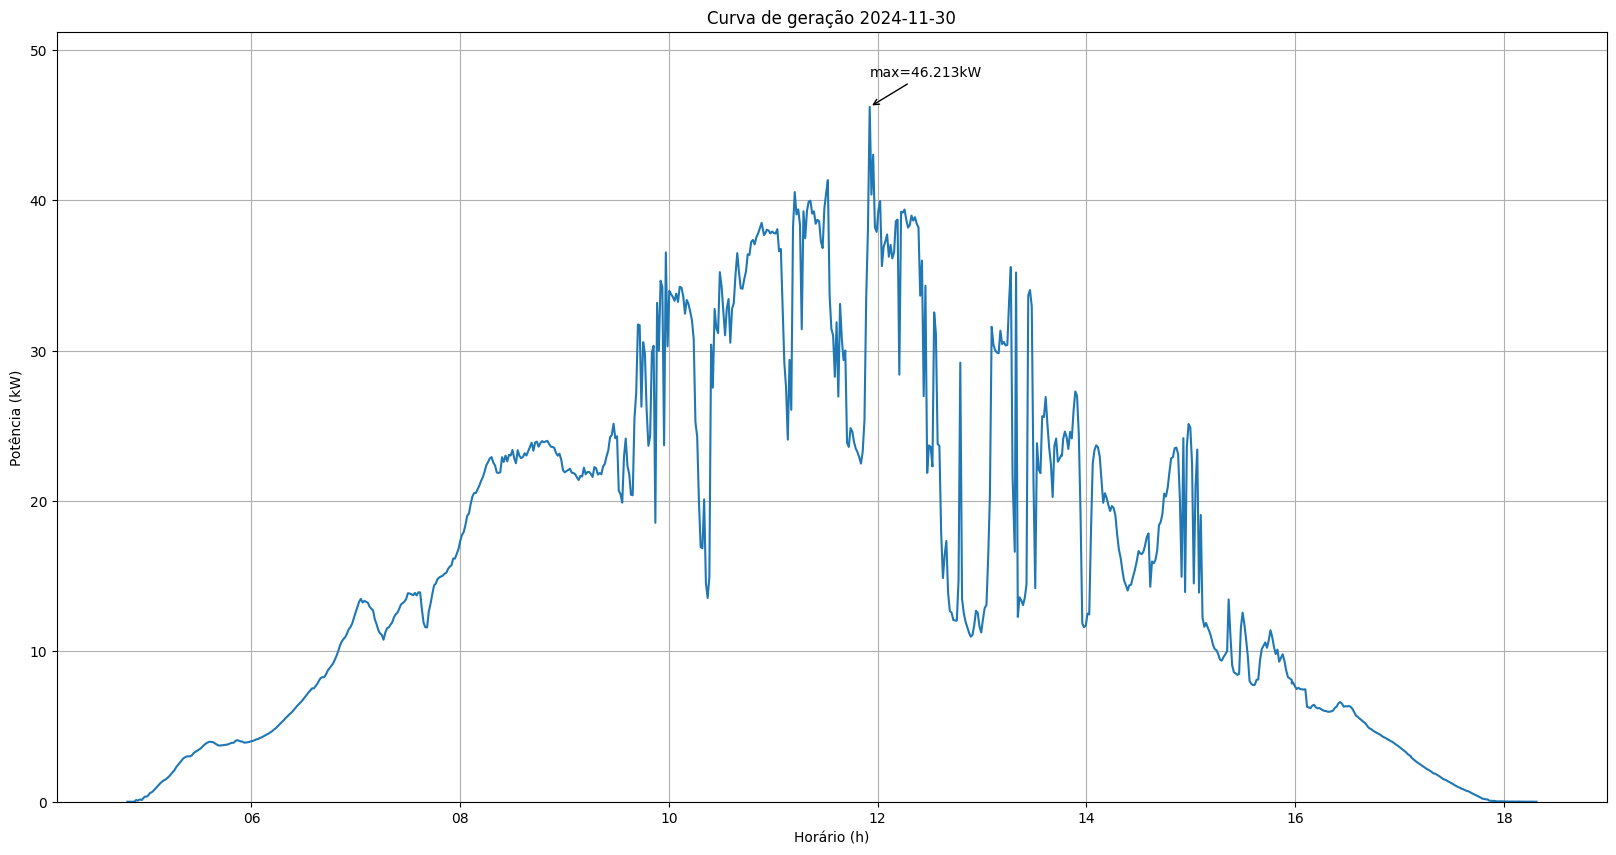 Curva de geração 2024-11-30
50
max=46.213kW
40
30
Potência (kW)
20
10
0
06 08 10 12 14 16 18
Horário (h)